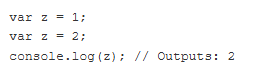 var z = 1;
var z = 2;
console.log(z); // Outputs: 2